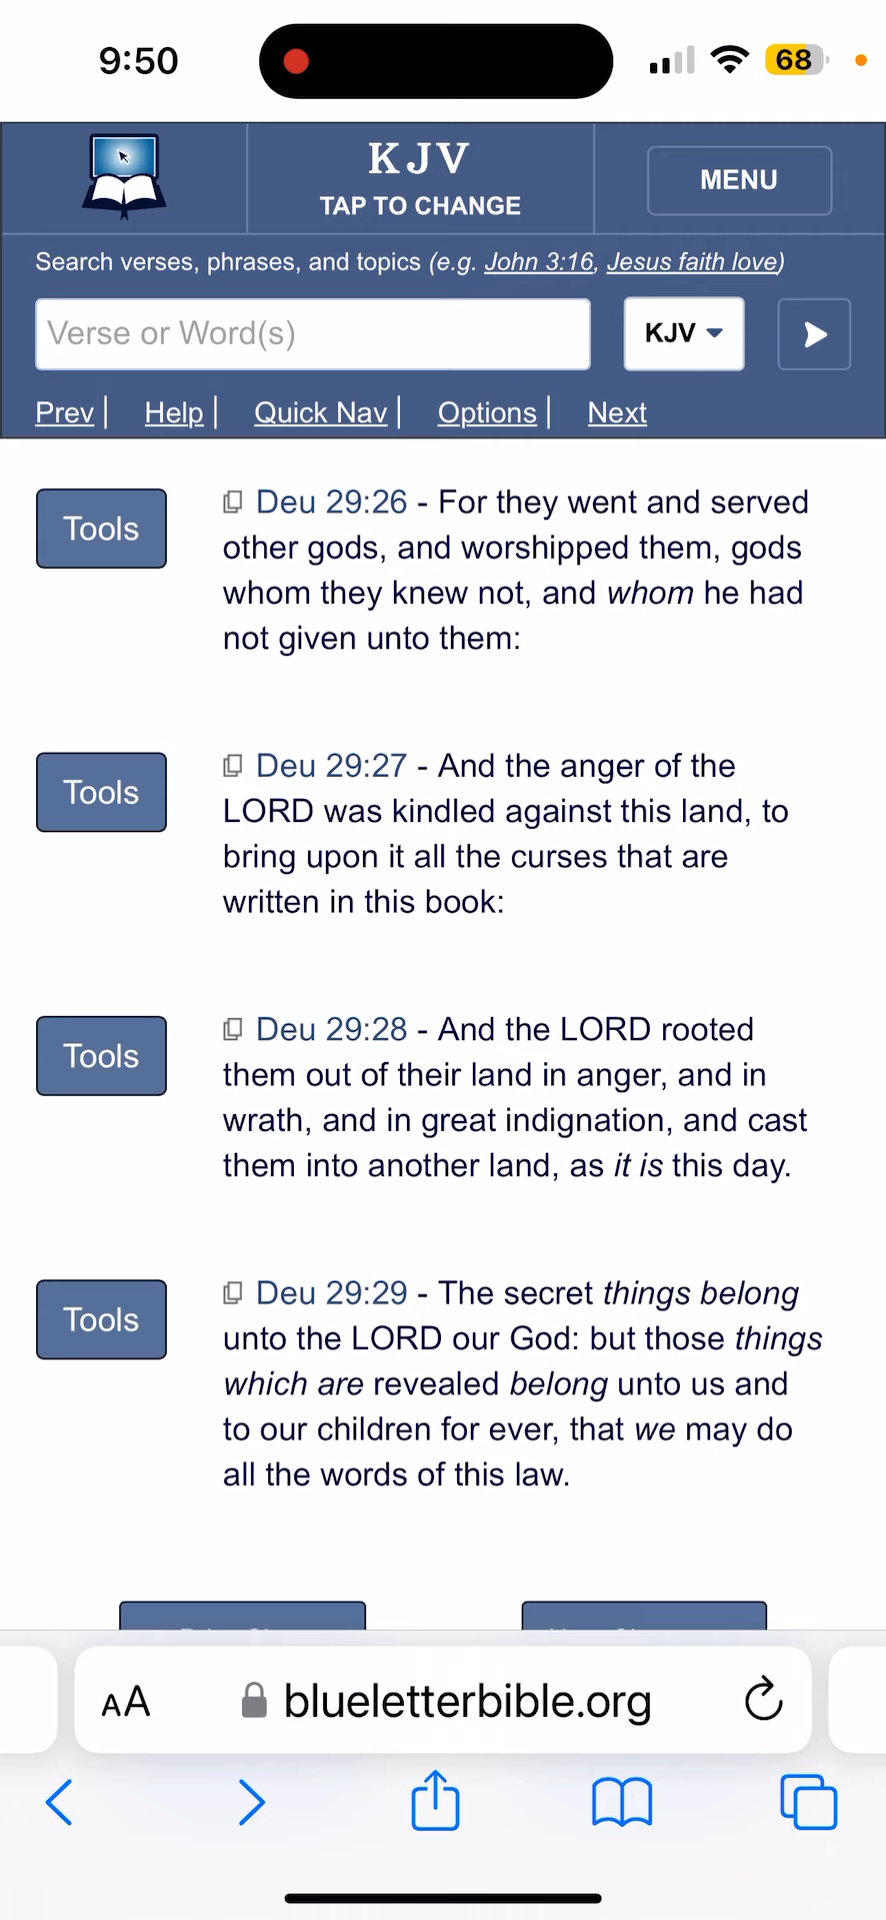 9:50
68
KJV
TAP TO CHANGE
MENU
Search verses, phrases, and topics (e.g. John 3:16, Jesus faith love)
Verse or Word(s)
KJV
Prev | Help | Quick Nav | Options | Next
Tools
Deu 29:26 - For they went and served
other gods, and worshipped them, gods
whom they knew not, and whom he had
not given unto them:
Tools
Deu 29:27 - And the anger of the
LORD was kindled against this land, to
bring upon it all the curses that are
written in this book:
Tools
Deu 29:28 - And the LORD rooted
them out of their land in anger, and in
wrath, and in great indignation, and cast
them into another land, as it is this day.
Tools
Deu 29:29 - The secret things belong
unto the LORD our God: but those things
which are revealed belong unto us and
to our children for ever, that we may do
all the words of this law.
AA blueletterbible.org